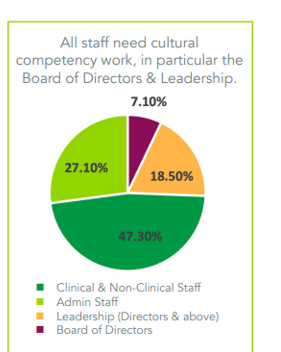 All staff need cultural
competency work, in particular the
Board of Directors & Leadership.
7.10%
27.10%
18.50%
47.30%
Clinical & Non-Clinical Staff
Admin Staff
Leadership (Directors & above)
Board of Directors